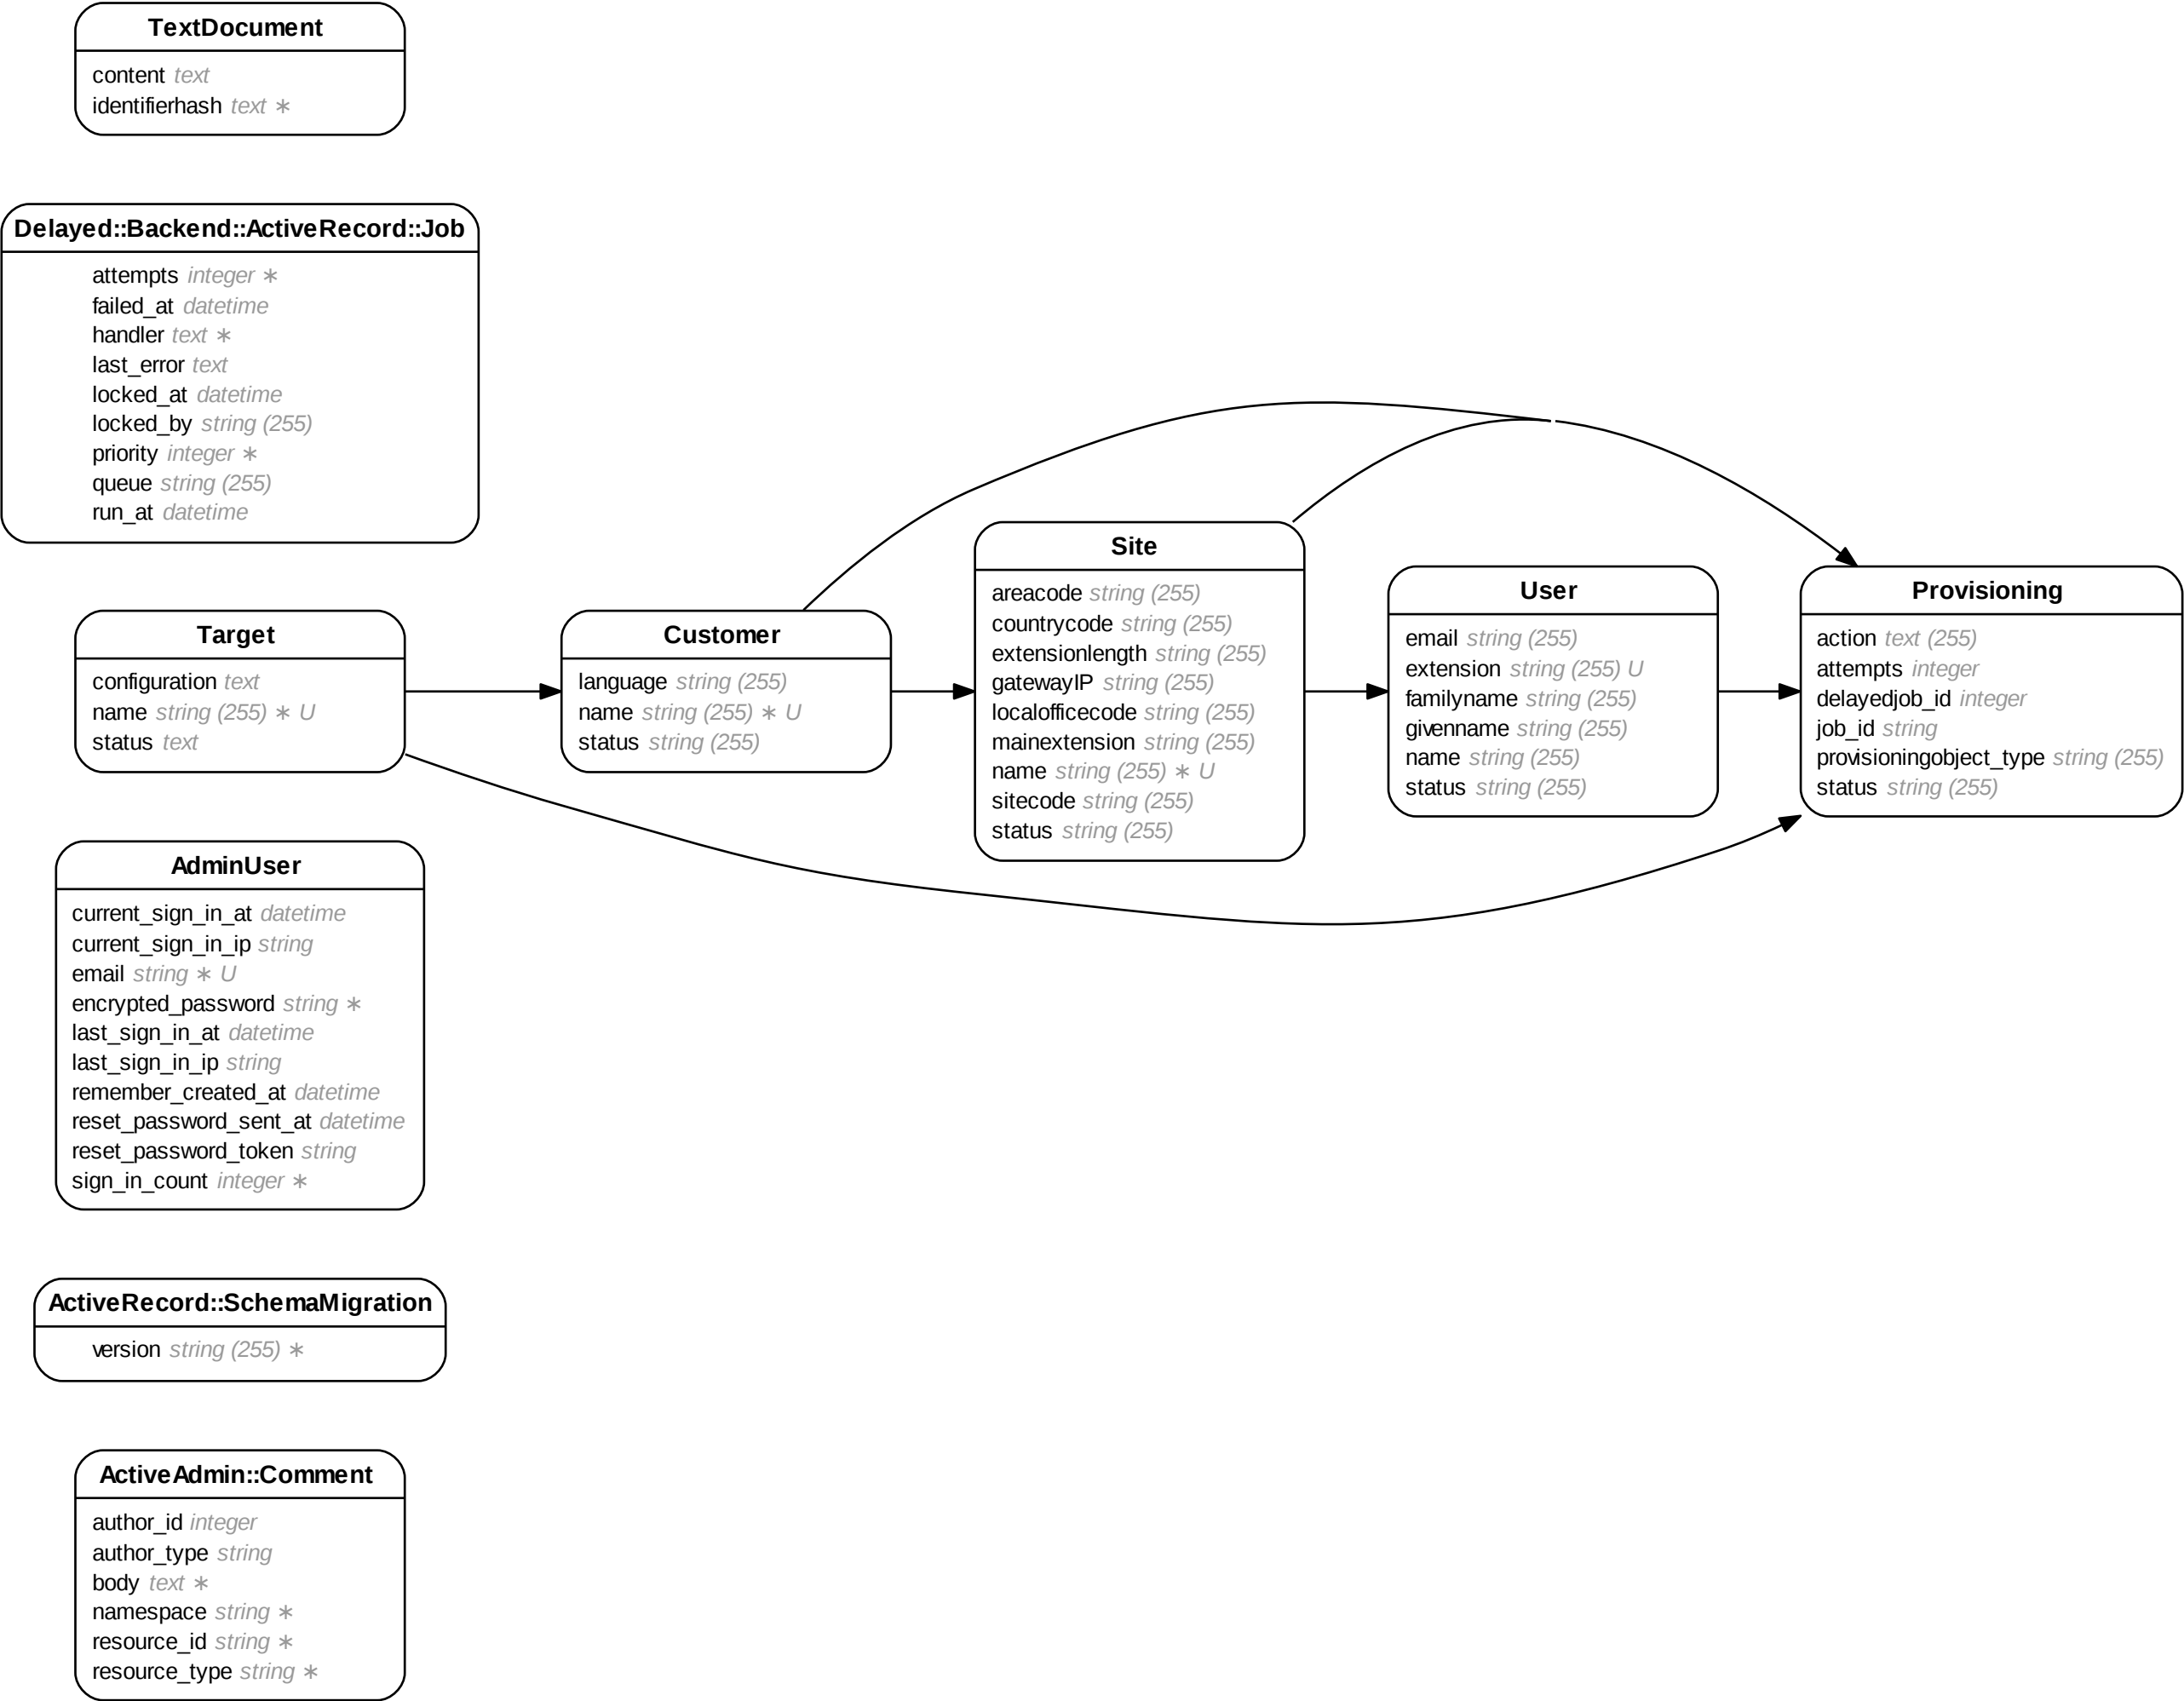 TextDocument
content text
identifierhash text ∗
Delayed::Backend::ActiveRecord::Job
attempts integer ∗
failed_at datetime
handler text ∗
last_error text
locked_at datetime
locked_by string (255)
priority integer ∗
queue string (255)
run_at datetime
Target
configuration text
name string (255) ∗ U
status text
Customer
language string (255)
name string (255) ∗ U
status string (255)
Site
areacode string (255)
countrycode string (255)
extensionlength string (255)
gatewayIP string (255)
localofficecode string (255)
mainextension string (255)
name string (255) ∗ U
sitecode string (255)
status string (255)
User
email string (255)
extension string (255) U
familyname string (255)
givenname string (255)
name string (255)
status string (255)
Provisioning
action text (255)
attempts integer
delayedjob_id integer
job_id string
provisioningobject_type string (255)
status string (255)
AdminUser
current_sign_in_at datetime
current_sign_in_ip string
email string ∗ U
encrypted_password string ∗
last_sign_in_at datetime
last_sign_in_ip string
remember_created_at datetime
reset_password_sent_at datetime
reset_password_token string
sign_in_count integer ∗
ActiveRecord::SchemaMigration
version string (255) ∗
ActiveAdmin::Comment
author_id integer
author_type string
body text ∗
namespace string ∗
resource_id string ∗
resource_type string ∗